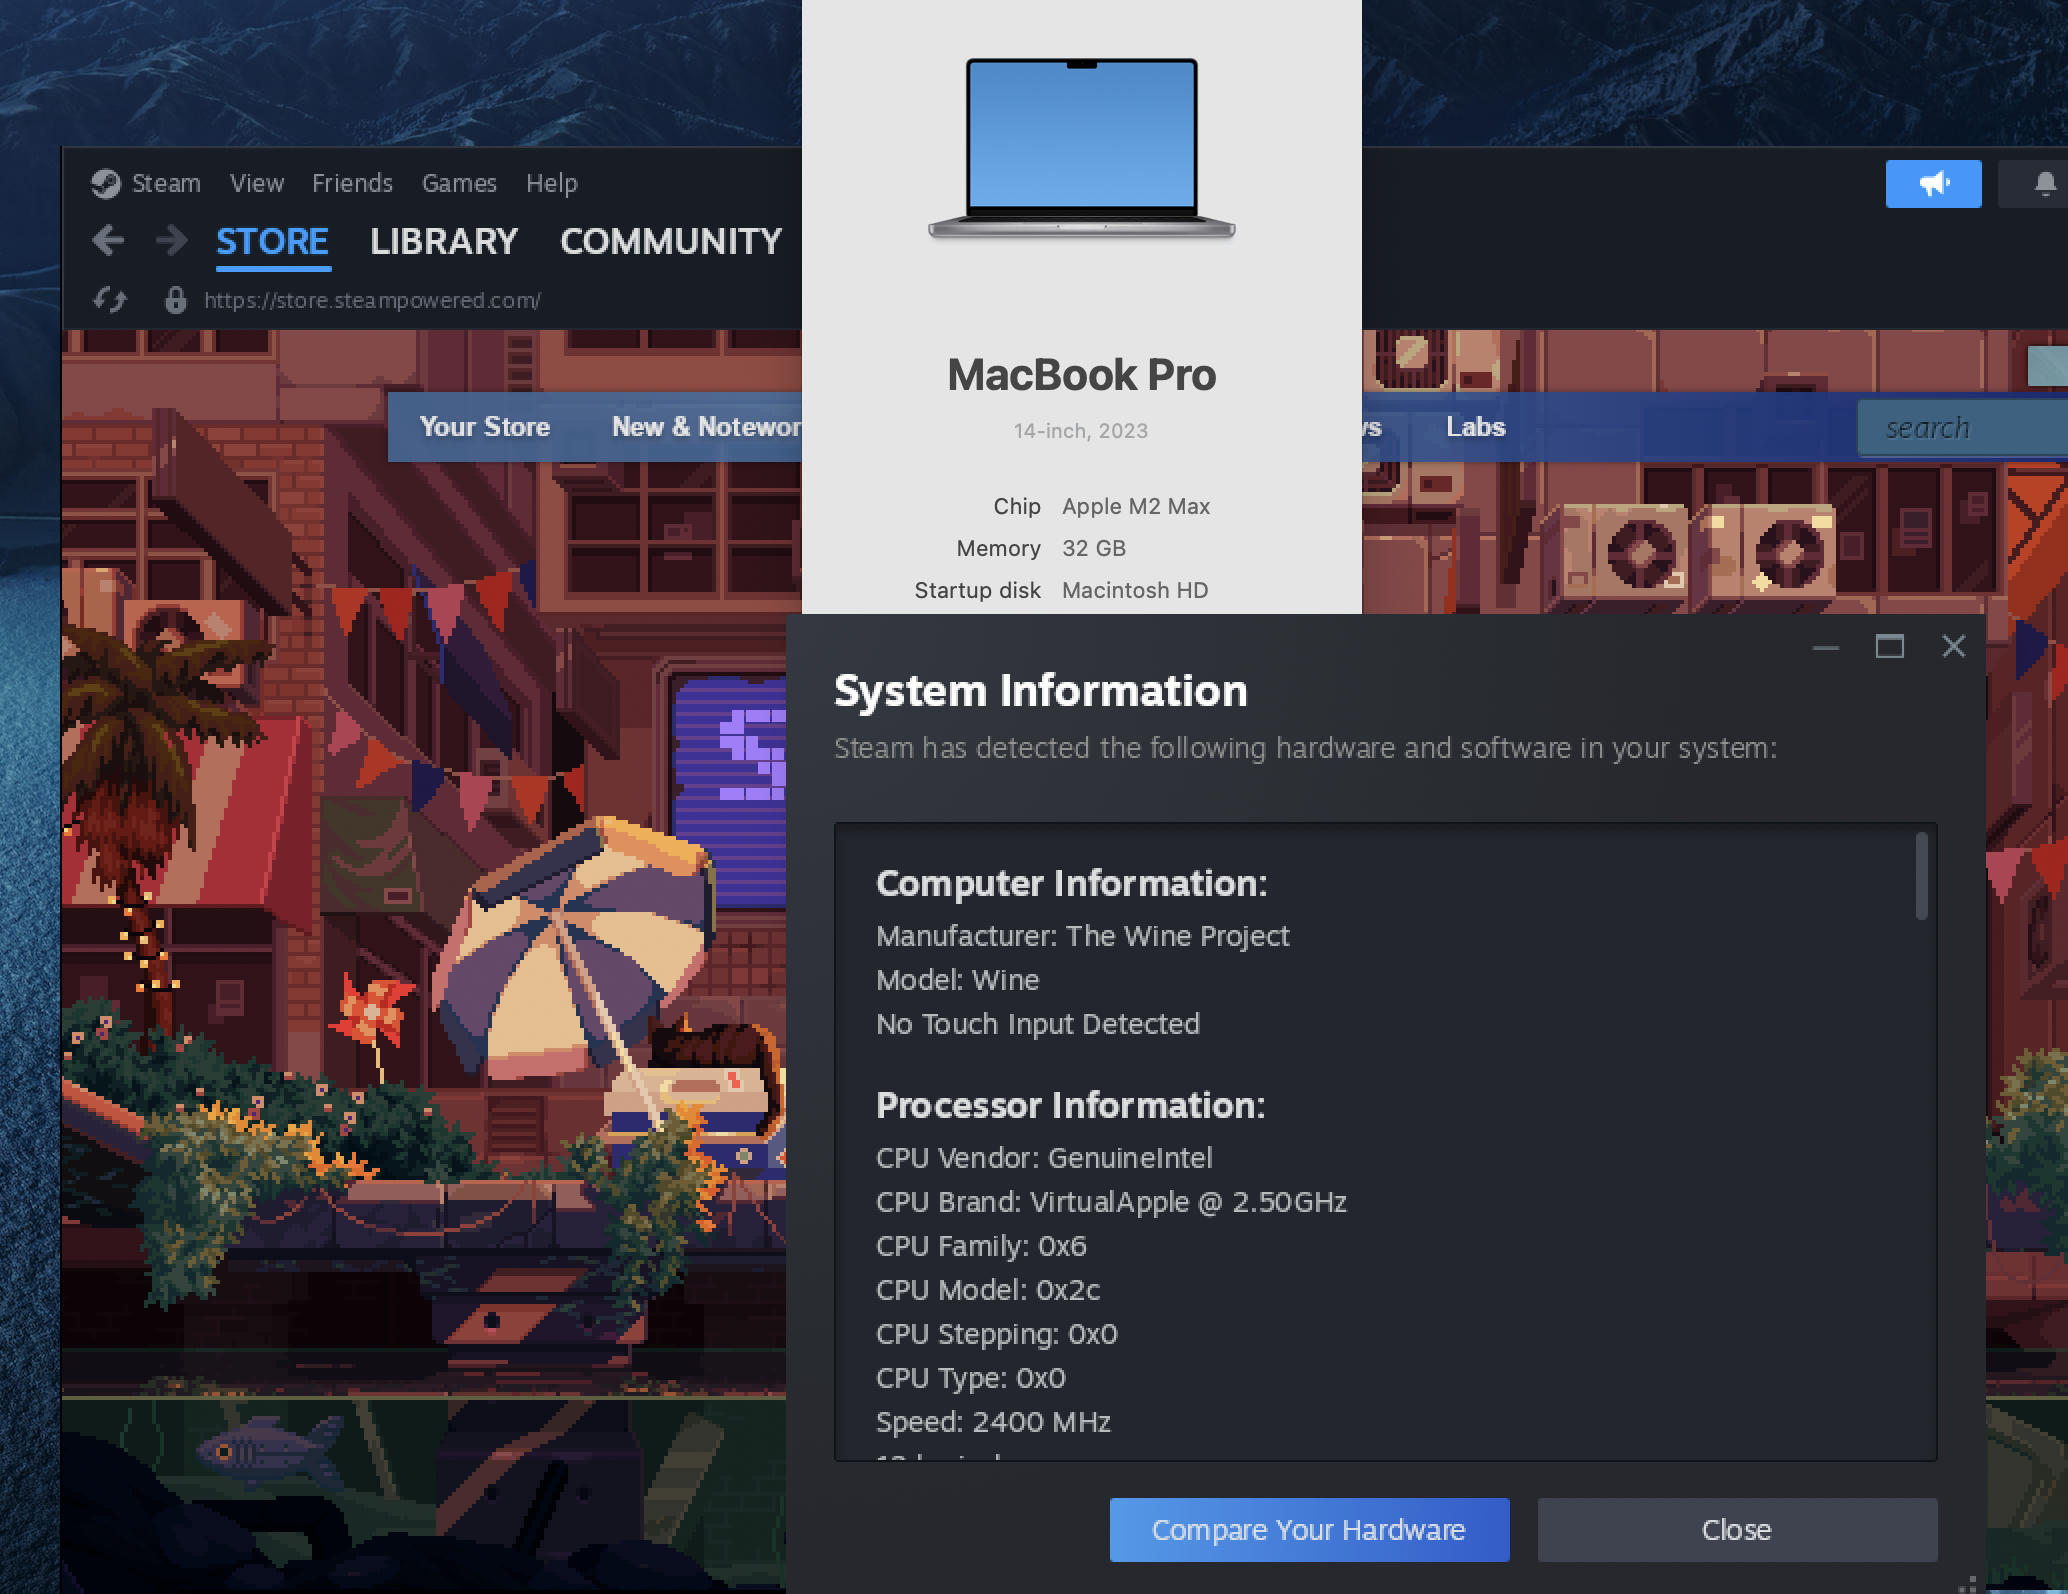 Steam View Friends Games Help
STORE LIBRARY COMMUNITY
https://store.steampowered.com/
Your Store New & Labs
search
MacBook Pro
14-inch, 2023
Chip Apple M2 Max
Memory 32 GB
Startup disk Macintosh HD
System Information
Steam has detected the following hardware and software in your system:
Computer Information:
Manufacturer: The Wine Project
Model: Wine
No Touch Input Detected
Processor Information:
CPU Vendor: GenuineIntel
CPU Brand: VirtualApple @ 2.50GHz
CPU Family: 0x6
CPU Model: 0x2c
CPU Stepping: 0x0
CPU Type: 0x0
Speed: 2400 MHz
Compare Your Hardware Close